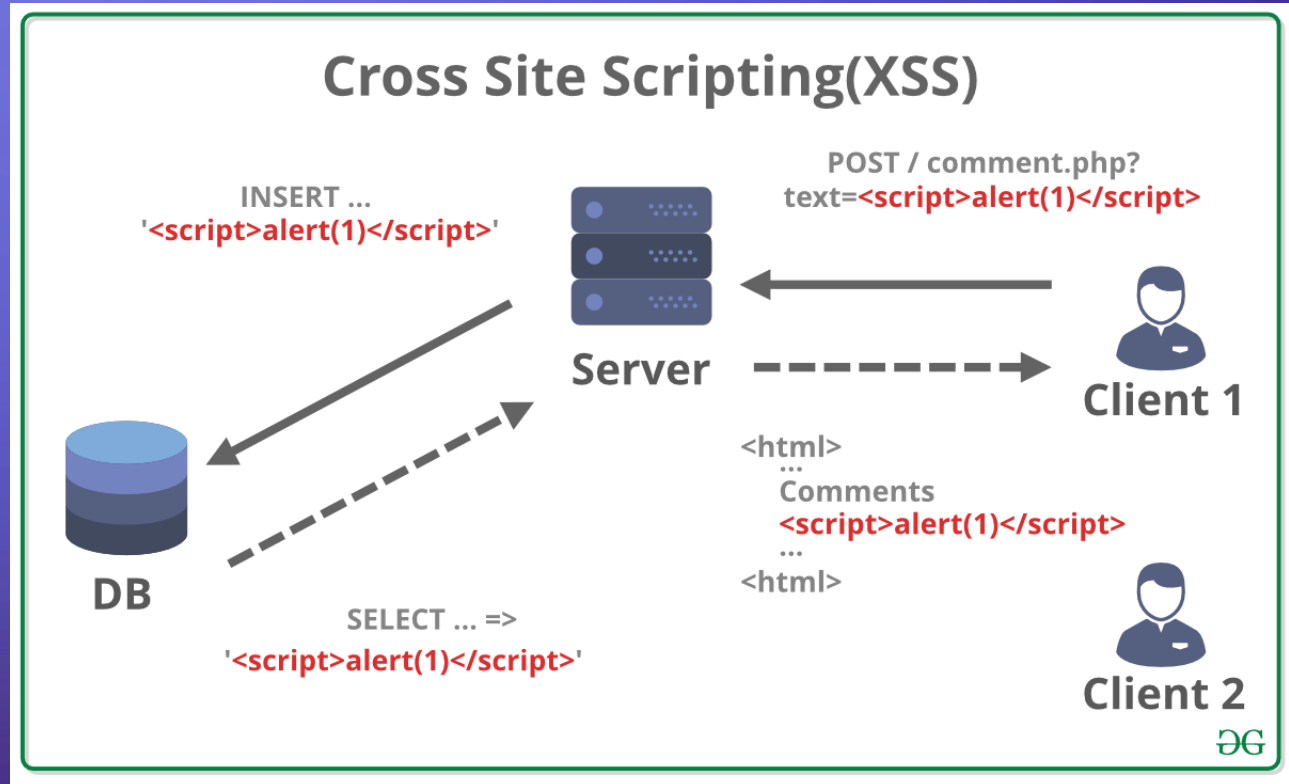 Cross Site Scripting(XSS)
POST / comment.php?
text=<script>alert(1)</script>
INSERT ...
'<script>alert(1)</script>'
Server
Client 1
<html>
...
Comments
<script>alert(1)</script>
...
<html>
DB
SELECT ... =>
'<script>alert(1)</script>'
Client 2